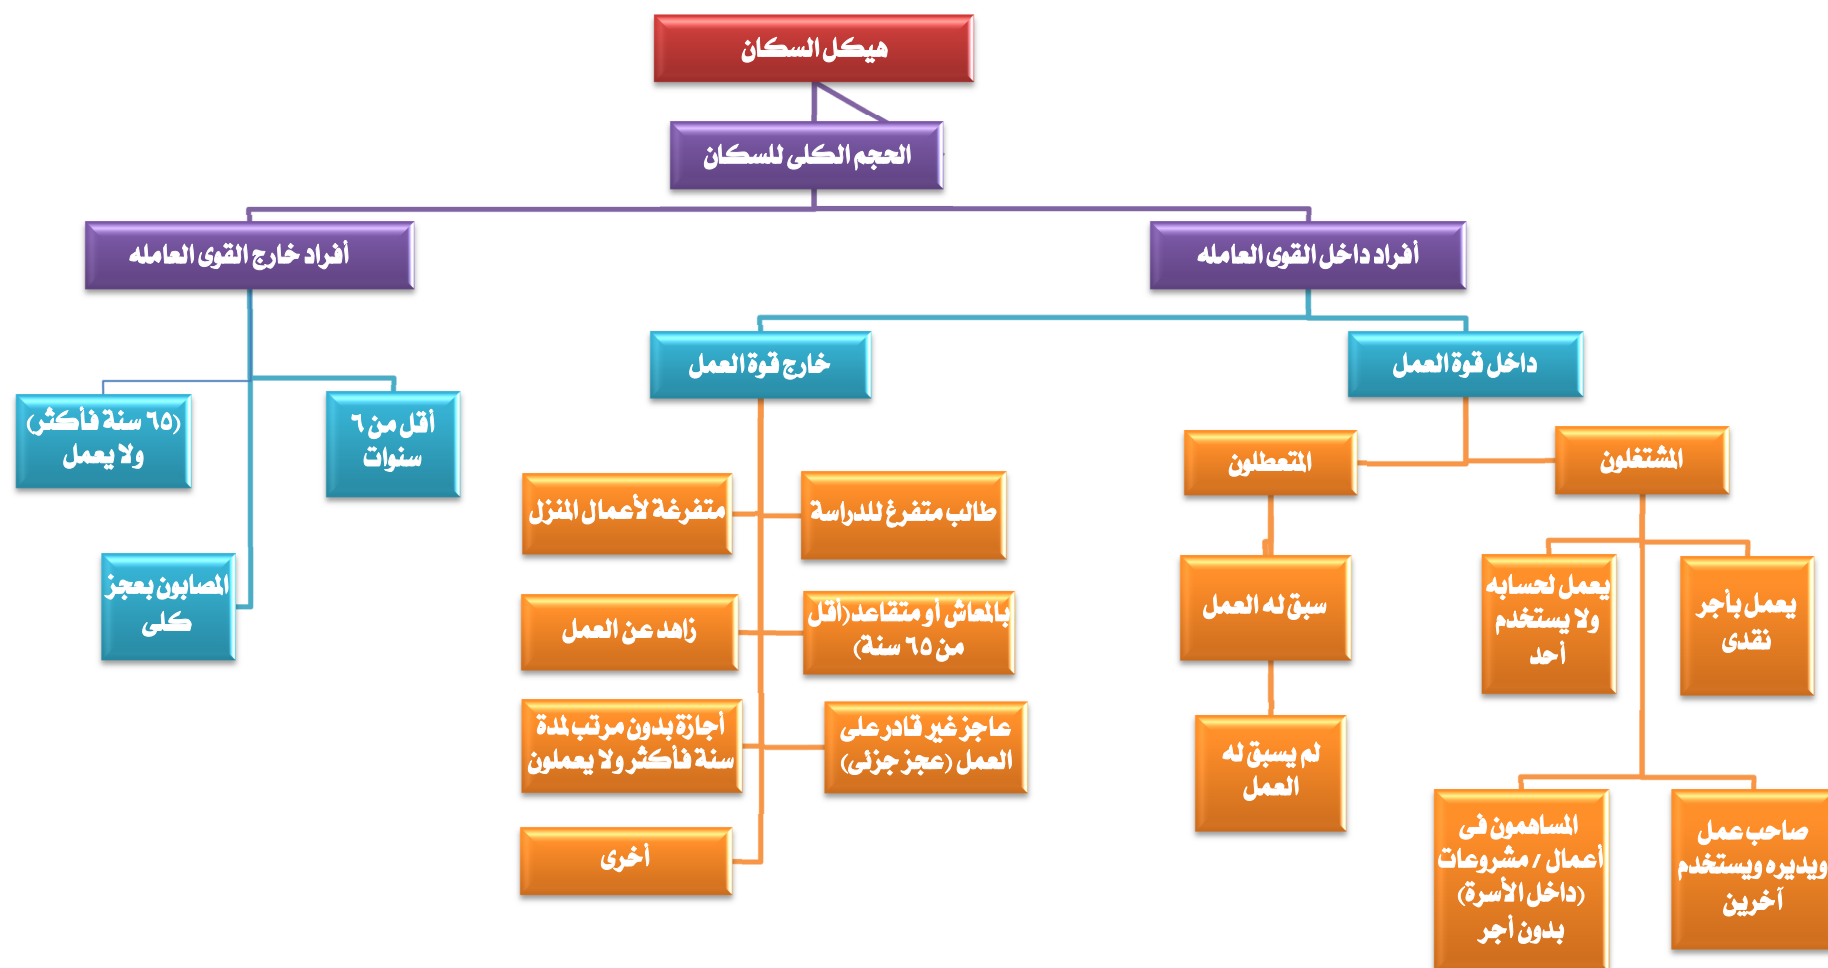 هيكل السكان
الحجم الكلى للسكان
أفراد داخل القوى العامله
أفراد خارج القوى العامله
داخل قوة العمل
خارج قوة العمل
المشتغلون
المتعطلون
يعمل بأجر
نقدى
يعمل لحسابه
ولا يستخدم
أحد
صاحب عمل
ويديره ويستخدم
آخرين
المساهمون فى
أعمال / مشروعات
(داخل الأسرة)
بدون أجر
سبق له العمل
لم يسبق له
العمل
طالب متفرغ للدراسة
متفرغة لأعمال المنزل
بالمعاش أو متقاعد(أقل
من ٦٥ سنة)
زاهد عن العمل
عاجز غير قادر على
العمل (عجز جزئى)
أجازة بدون مرتب لمدة
سنة فأكثر ولا يعملون
أخرى
أقل من ٦
سنوات
(٦٥ سنة فأكثر)
ولا يعمل
المصابون بعجز
كلى